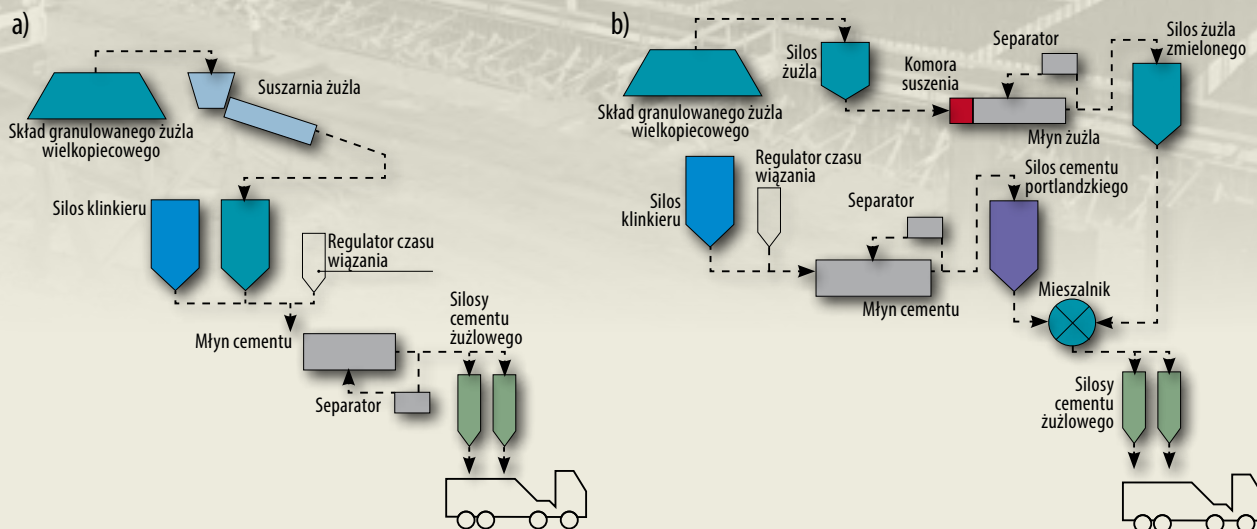 a)
Skład granulowanego żużla
wielkopiecowego
Suszarnia żużla
Silos klinkieru
Regulator czasu
wiązania
Młyn cementu
Separator
Silosy
cementu
żużlowego
b)
Skład granulowanego żużla
wielkopiecowego
Silos
żużla
Komora
suszenia
Separator
Młyn żużla
Silos żużla
zmielonego
Silos
klinkieru
Regulator czasu
wiązania
Separator
Młyn cementu
Silos cementu
portlandzkiego
Mieszalnik
Silosy
cementu
żużlowego